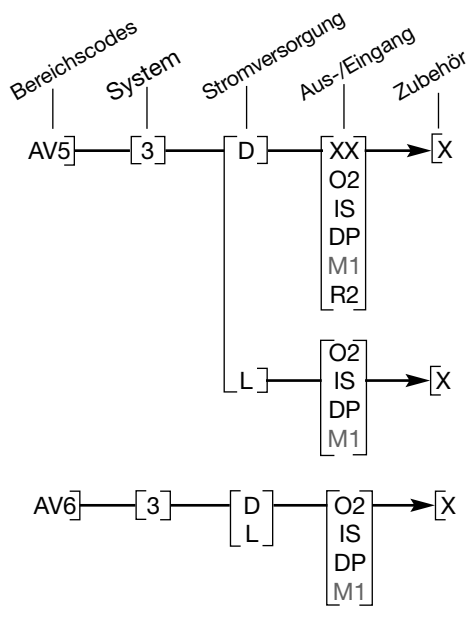 Bereichscodes System Stromversorgung Aus-/Eingang Zubehör
AV5 3 D XX X
O2
IS
DP
M1
R2
L O2 X
IS
DP
M1
AV6 3 D O2 X
L IS
DP
M1